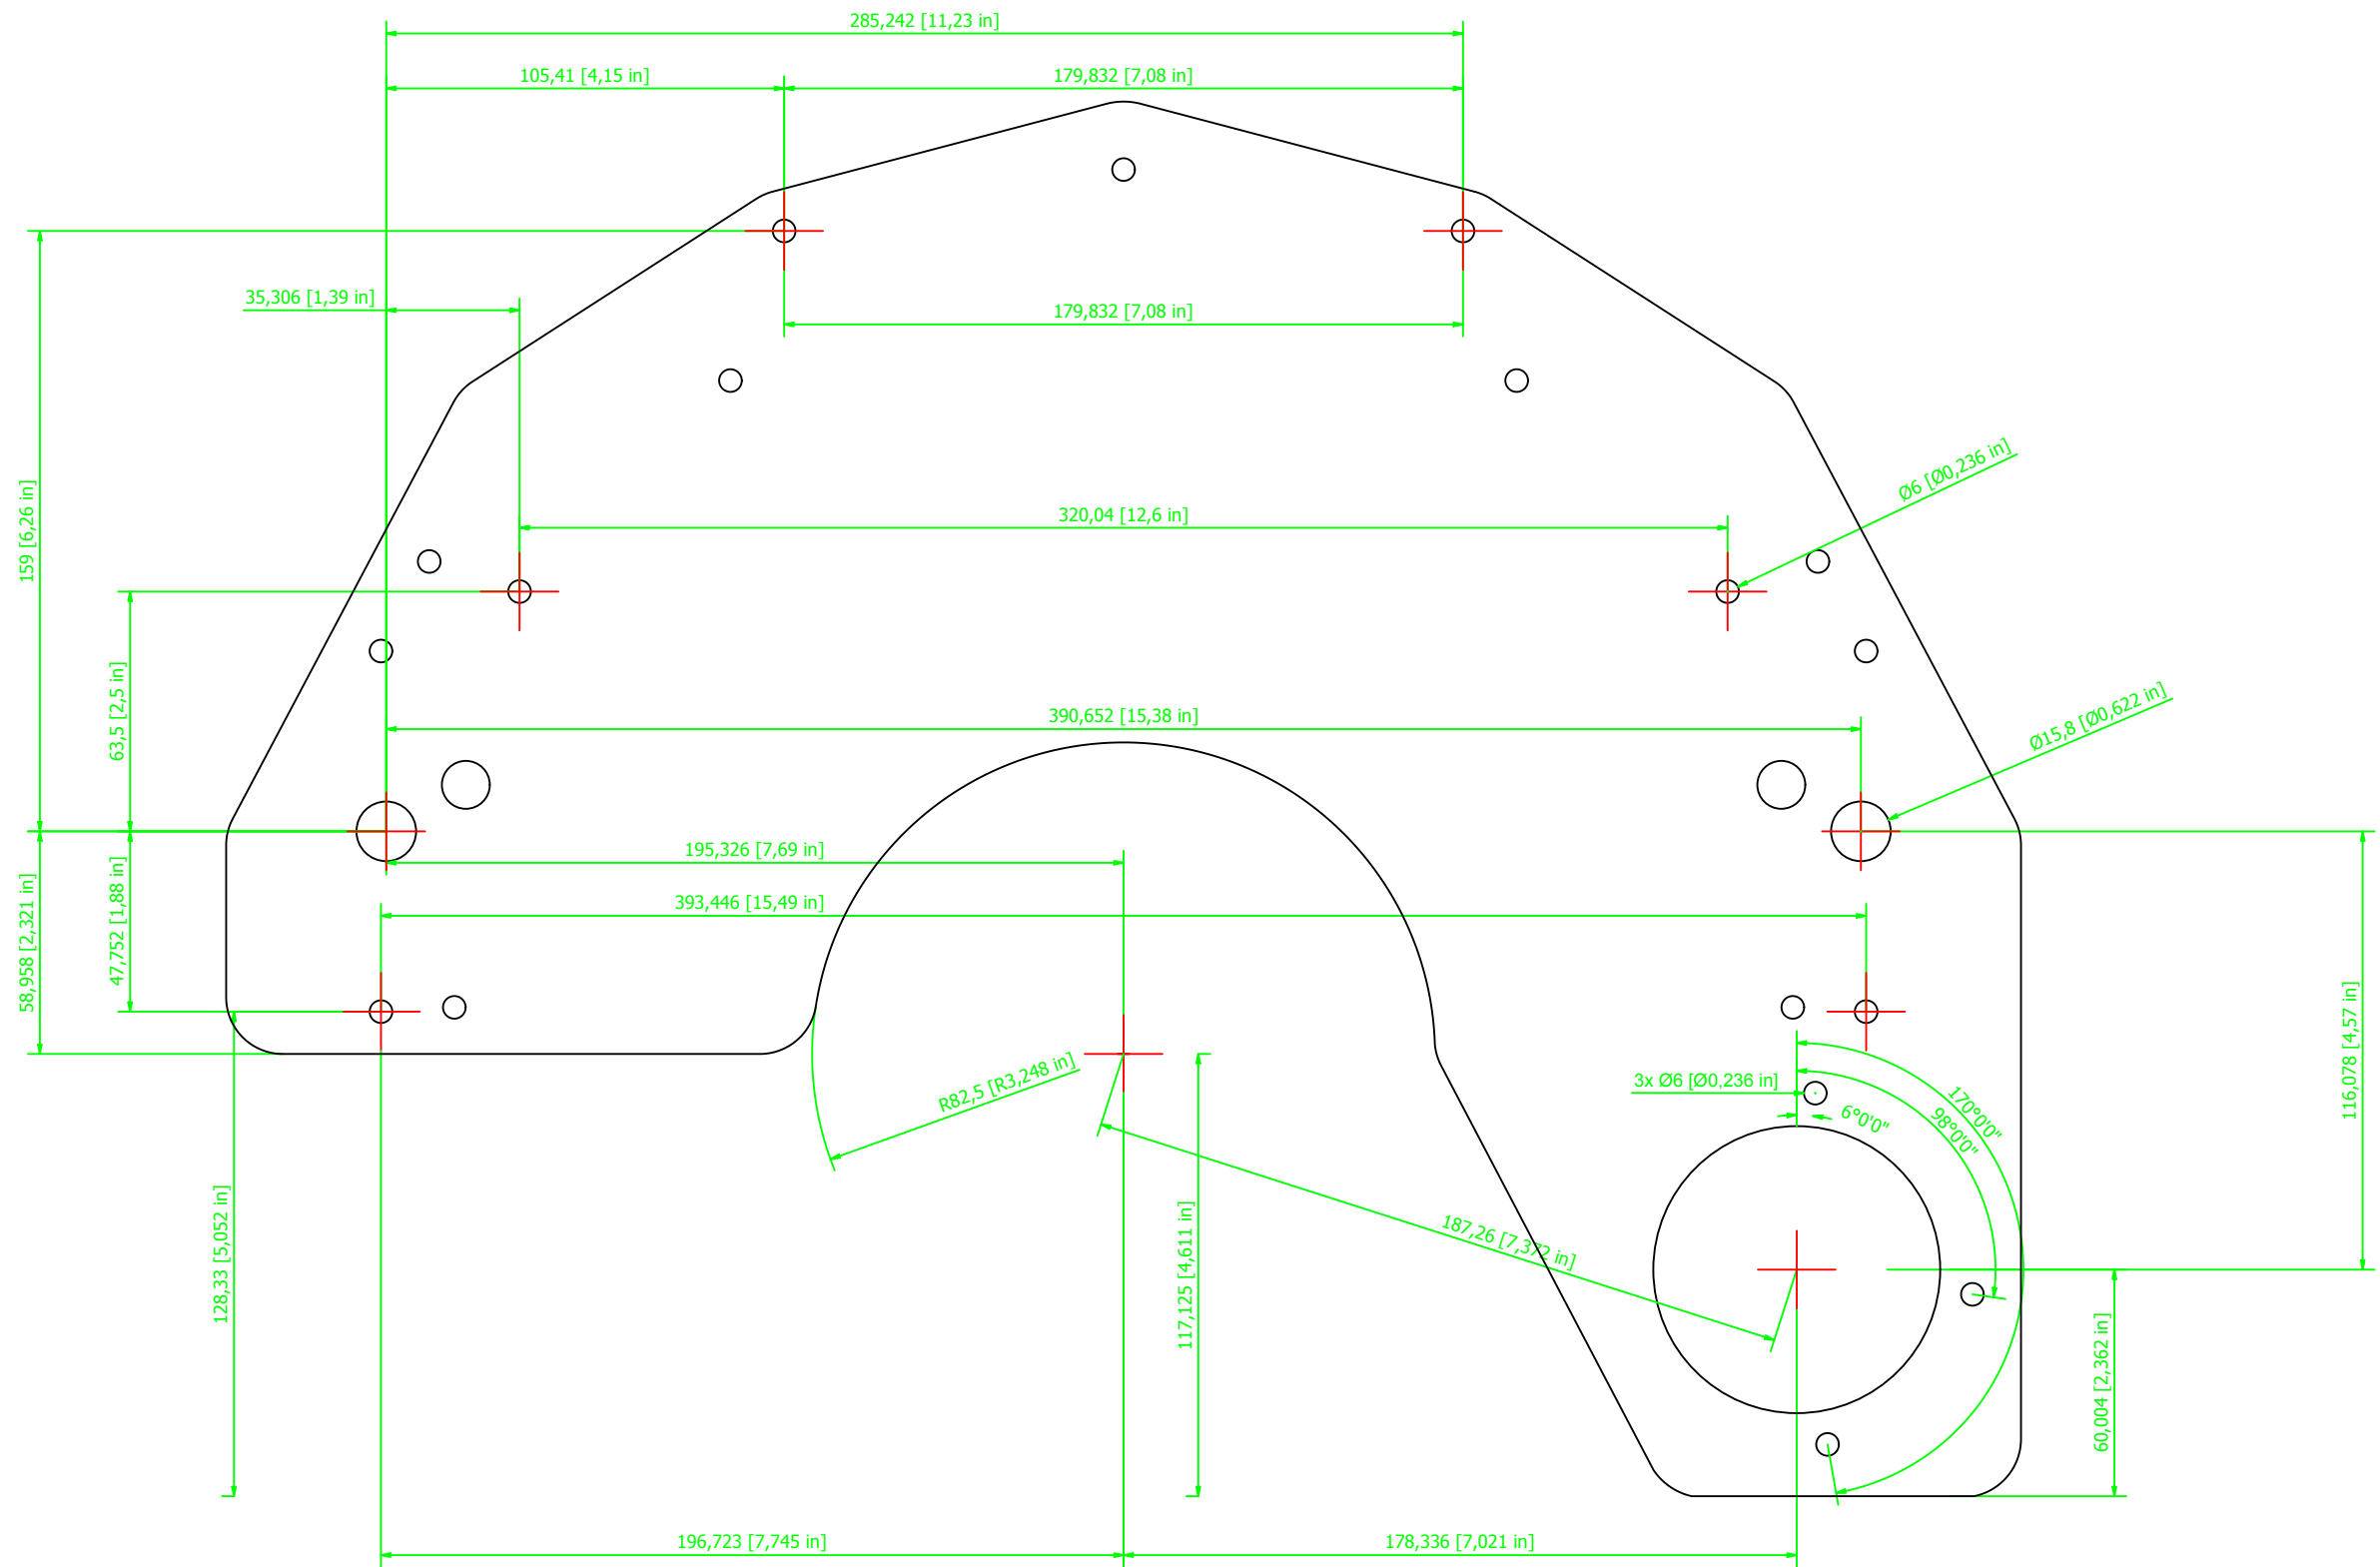 285,242 [11,23 in]
105,41 [4,15 in]
179,832 [7,08 in]
35,306 [1,39 in]
179,832 [7,08 in]
159 [6,26 in]
Ø6 [Ø0,236 in]
320,04 [12,6 in]
63,5 [2,5 in]
390,652 [15,38 in]
Ø15,8 [Ø0,622 in]
195,326 [7,69 in]
393,446 [15,49 in]
58,958 [2,321 in]
47,752 [1,88 in]
116,078 [4,57 in]
R82,5 [R3,248 in]
3x Ø6 [Ø0,236 in]
6°0'0"
98°0'0"
170°0'0"
128,33 [5,052 in]
117,125 [4,611 in]
187,26 [7,372 in]
60,004 [2,362 in]
196,723 [7,745 in]
178,336 [7,021 in]